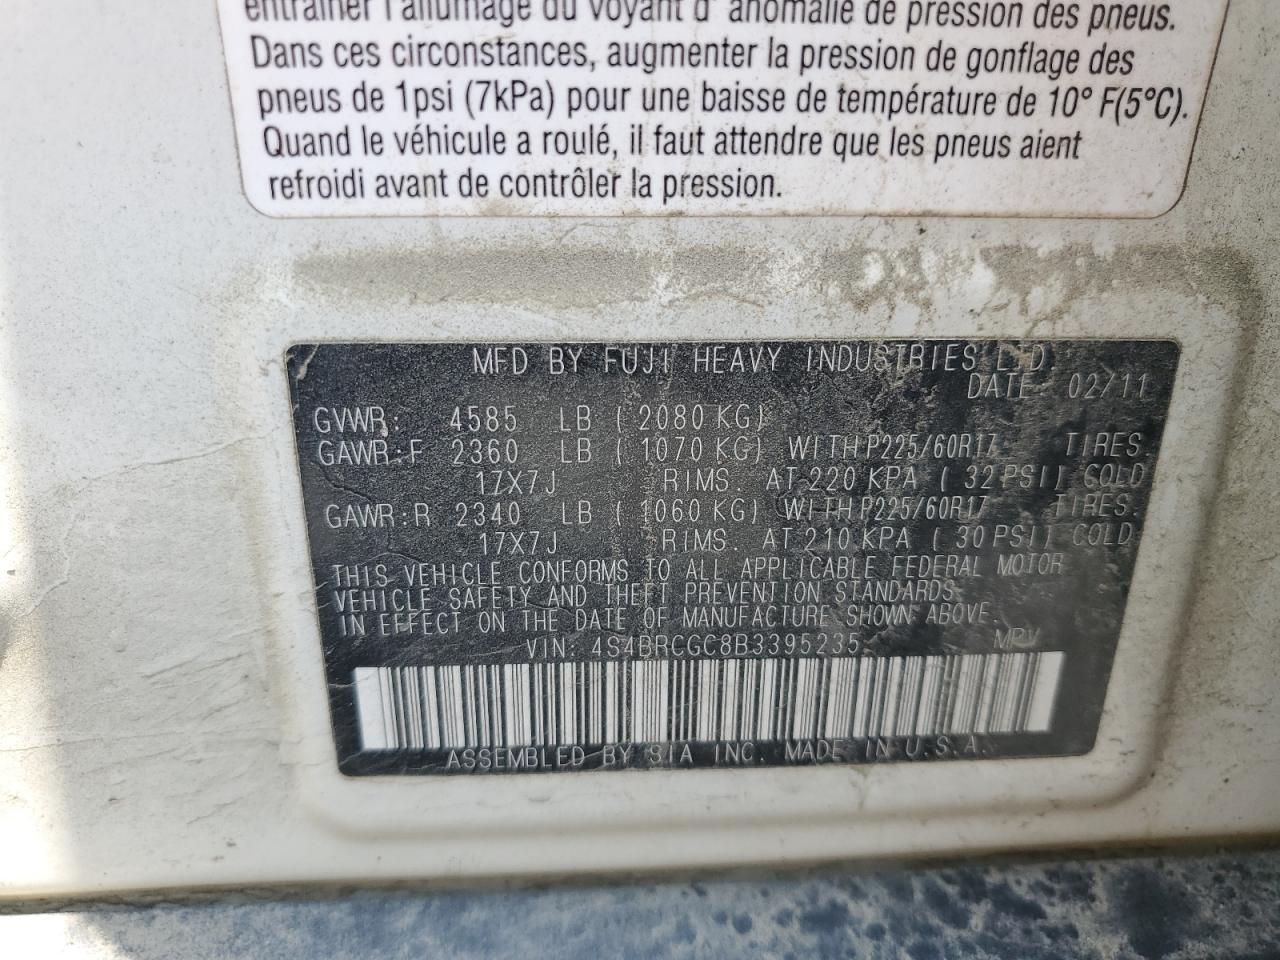 entraîner l'allumage du voyant d' anomalie de pression des pneus.
Dans ces circonstances, augmenter la pression de gonflage des
pneus de 1psi (7kPa) pour une baisse de température de 10° F(5°C).
Quand le véhicule a roulé, il faut attendre que les pneus aient
refroidi avant de contrôler la pression.
MFD BY FUJI HEAVY INDUSTRIES LTD.
DATE 02/11
GVWR: 4585 LB ( 2080 KG)
GAWR:F 2360 LB ( 1070 KG) WITH P225/60R17 TIRES.
17X7J RIMS. AT 220 KPA ( 32 PSI) COLD
GAWR:R 2340 LB ( 1060 KG) WITH P225/60R17 TIRES.
17X7J RIMS. AT 210 KPA ( 30 PSI) COLD
THIS VEHICLE CONFORMS TO ALL APPLICABLE FEDERAL MOTOR
VEHICLE SAFETY AND THEFT PREVENTION STANDARDS
IN EFFECT ON THE DATE OF MANUFACTURE SHOWN ABOVE.
VIN: 4S4BRCGC8B3395235 MPV
ASSEMBLED BY SIA INC. MADE IN U.S.A.